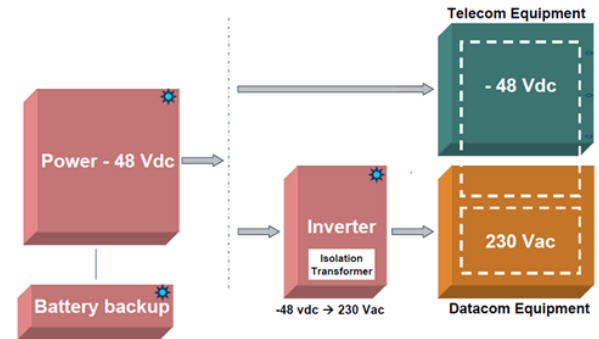 Telecom Equipment
- 48 Vdc
Power - 48 Vdc
Inverter
Isolation
Transformer
230 Vac
Battery backup
-48 vdc → 230 Vac
Datacom Equipment